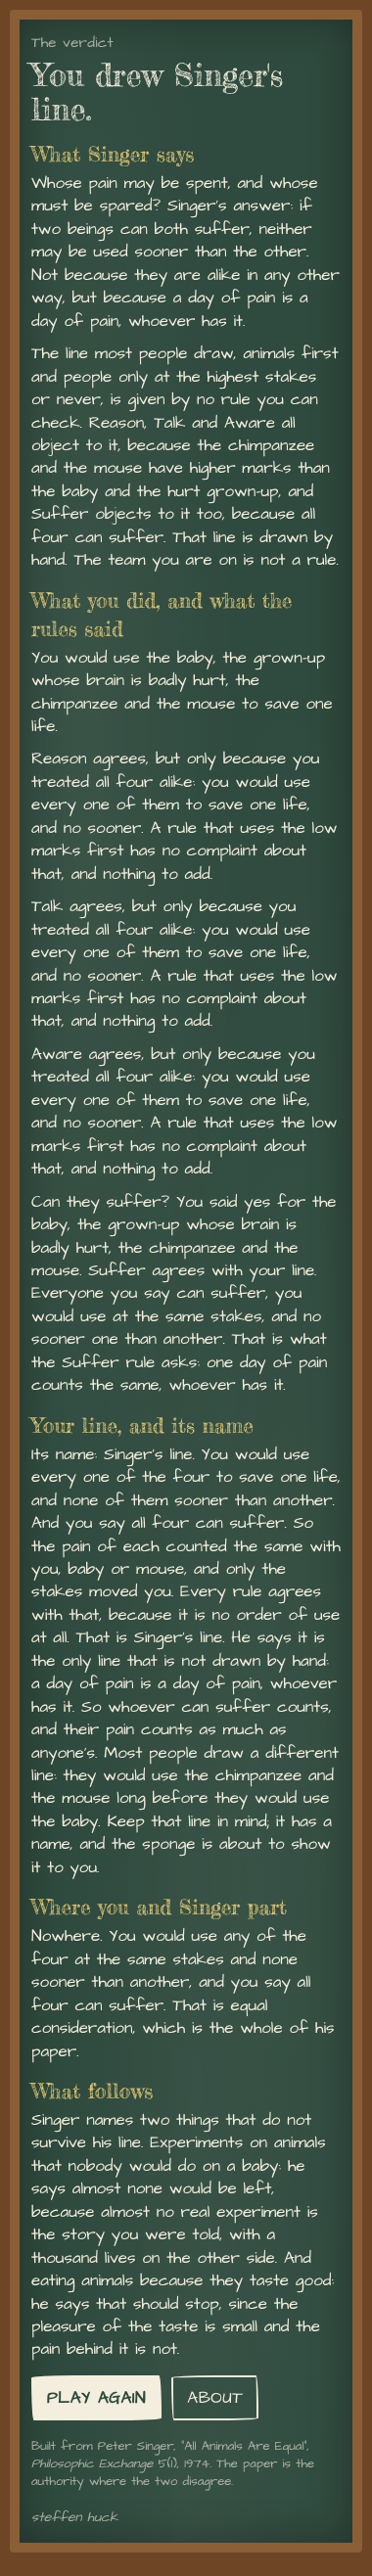 The verdict
You drew Singer's
line.
What Singer says
Whose pain may be spent, and whose
must be spared? Singer's answer: if
two beings can both suffer, neither
may be used sooner than the other.
Not because they are alike in any other
way, but because a day of pain is a
day of pain, whoever has it.
The line most people draw, animals first
and people only at the highest stakes
or never, is given by no rule you can
check. Reason, Talk and Aware all
object to it, because the chimpanzee
and the mouse have higher marks than
the baby and the hurt grown-up, and
Suffer objects to it too, because all
four can suffer. That line is drawn by
hand. The team you are on is not a rule.
What you did, and what the
rules said
You would use the baby, the grown-up
whose brain is badly hurt, the
chimpanzee and the mouse to save one
life.
Reason agrees, but only because you
treated all four alike: you would use
every one of them to save one life,
and no sooner. A rule that uses the low
marks first has no complaint about
that, and nothing to add.
Talk agrees, but only because you
treated all four alike: you would use
every one of them to save one life,
and no sooner. A rule that uses the low
marks first has no complaint about
that, and nothing to add.
Aware agrees, but only because you
treated all four alike: you would use
every one of them to save one life,
and no sooner. A rule that uses the low
marks first has no complaint about
that, and nothing to add.
Can they suffer? You said yes for the
baby, the grown-up whose brain is
badly hurt, the chimpanzee and the
mouse. Suffer agrees with your line.
Everyone you say can suffer, you
would use at the same stakes, and no
sooner one than another. That is what
the Suffer rule asks: one day of pain
counts the same, whoever has it.
Your line, and its name
Its name: Singer's line. You would use
every one of the four to save one life,
and none of them sooner than another.
And you say all four can suffer. So
the pain of each counted the same with
you, baby or mouse, and only the
stakes moved you. Every rule agrees
with that, because it is no order of use
at all. That is Singer's line. He says it is
the only line that is not drawn by hand:
a day of pain is a day of pain, whoever
has it. So whoever can suffer counts,
and their pain counts as much as
anyone's. Most people draw a different
line: they would use the chimpanzee and
the mouse long before they would use
the baby. Keep that line in mind; it has a
name, and the sponge is about to show
it to you.
Where you and Singer part
Nowhere. You would use any of the
four at the same stakes and none
sooner than another, and you say all
four can suffer. That is equal
consideration, which is the whole of his
paper.
What follows
Singer names two things that do not
survive his line. Experiments on animals
that nobody would do on a baby: he
says almost none would be left,
because almost no real experiment is
the story you were told, with a
thousand lives on the other side. And
eating animals because they taste good:
he says that should stop, since the
pleasure of the taste is small and the
pain behind it is not.
PLAY AGAIN ABOUT
Built from Peter Singer, "All Animals Are Equal",
Philosophic Exchange 5(1), 1974. The paper is the
authority where the two disagree.
steffen huck